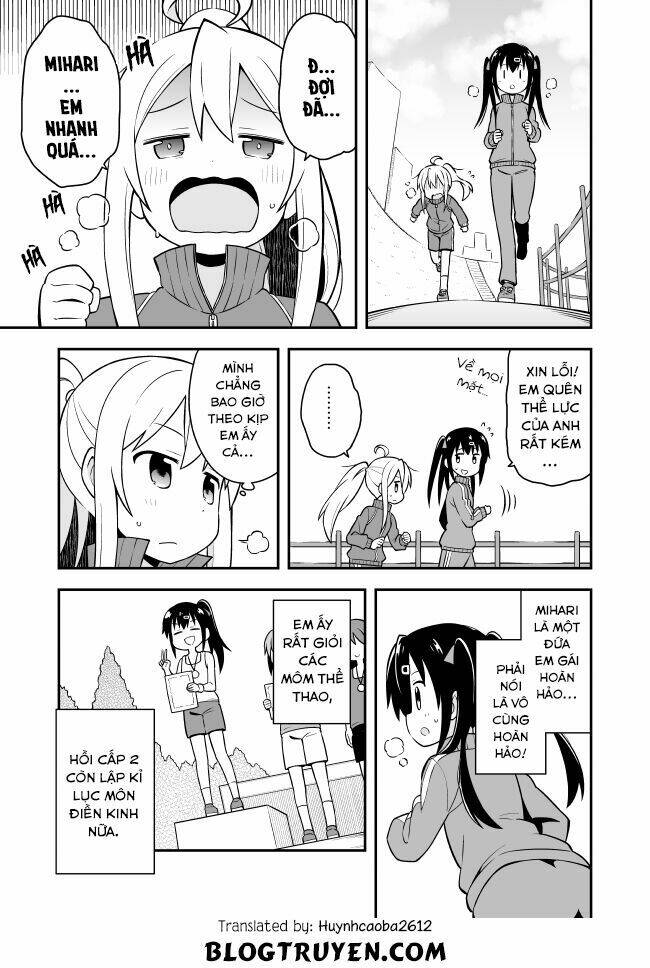 Đ...
ĐỢI
ĐÃ...
HÀ
MIHARI
...
EM
NHANH
QUÁ...
HÀ
HÀ
HÀ
XIN LỖI!
EM QUÊN
THỂ LỰC
CỦA ANH
RẤT KÉM
...
Về mọi
mặt...
.......
MÌNH
CHẲNG
BAO GIỜ
THEO KỊP
EM ẤY
CẢ...
MIHARI
LÀ MỘT
ĐỨA
EM GÁI
HOÀN
HẢO...
PHẢI
NÓI
LÀ VÔ
CÙNG
HOÀN
HẢO!
EM ẤY
RẤT GIỎI
CÁC
MÔM THỂ
THAO,
HỒI CẤP 2
CÒN LẬP KỈ
LỤC MÔN
ĐIỀN KINH
NỮA.
Translated by: Huynhcaoba2612
BLOGTRUYEN.COM